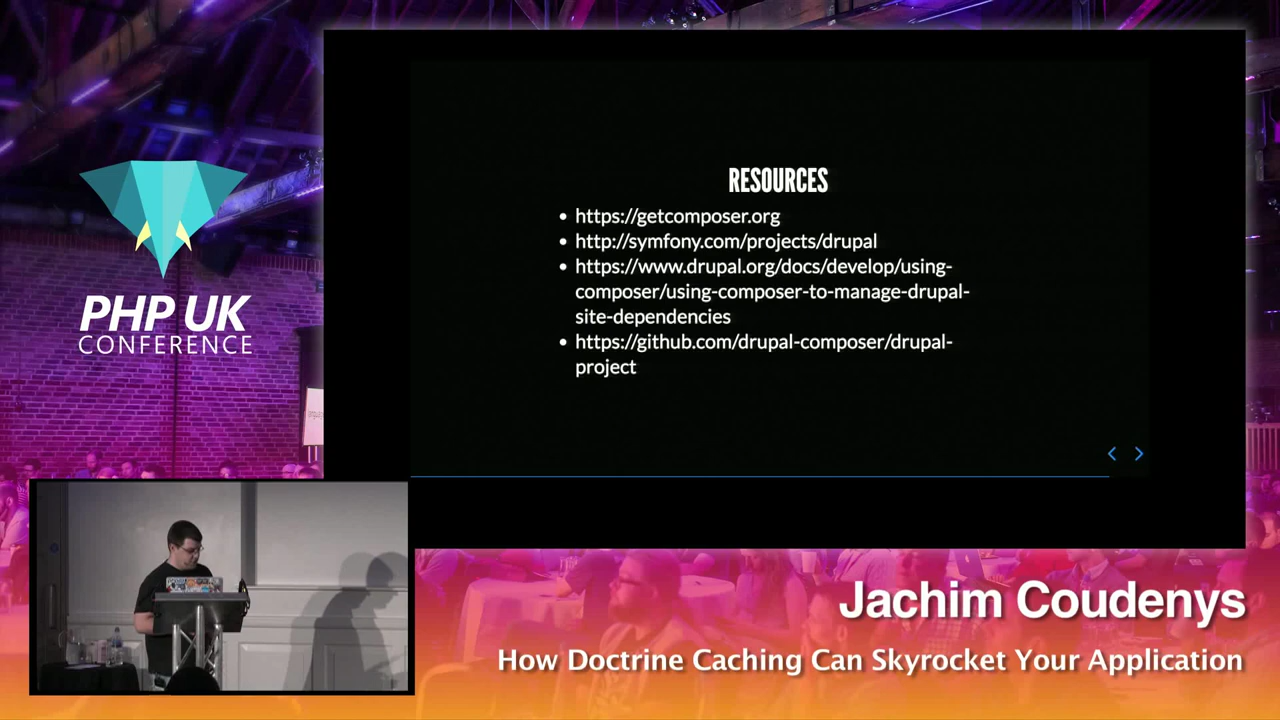 RESOURCES
• https://getcomposer.org
• http://symfony.com/projects/drupal
• https://www.drupal.org/docs/develop/using-
composer/using-composer-to-manage-drupal-
site-dependencies
• https://github.com/drupal-composer/drupal-
project
PHP UK
CONFERENCE
Jachim Coudenys
How Doctrine Caching Can Skyrocket Your Application